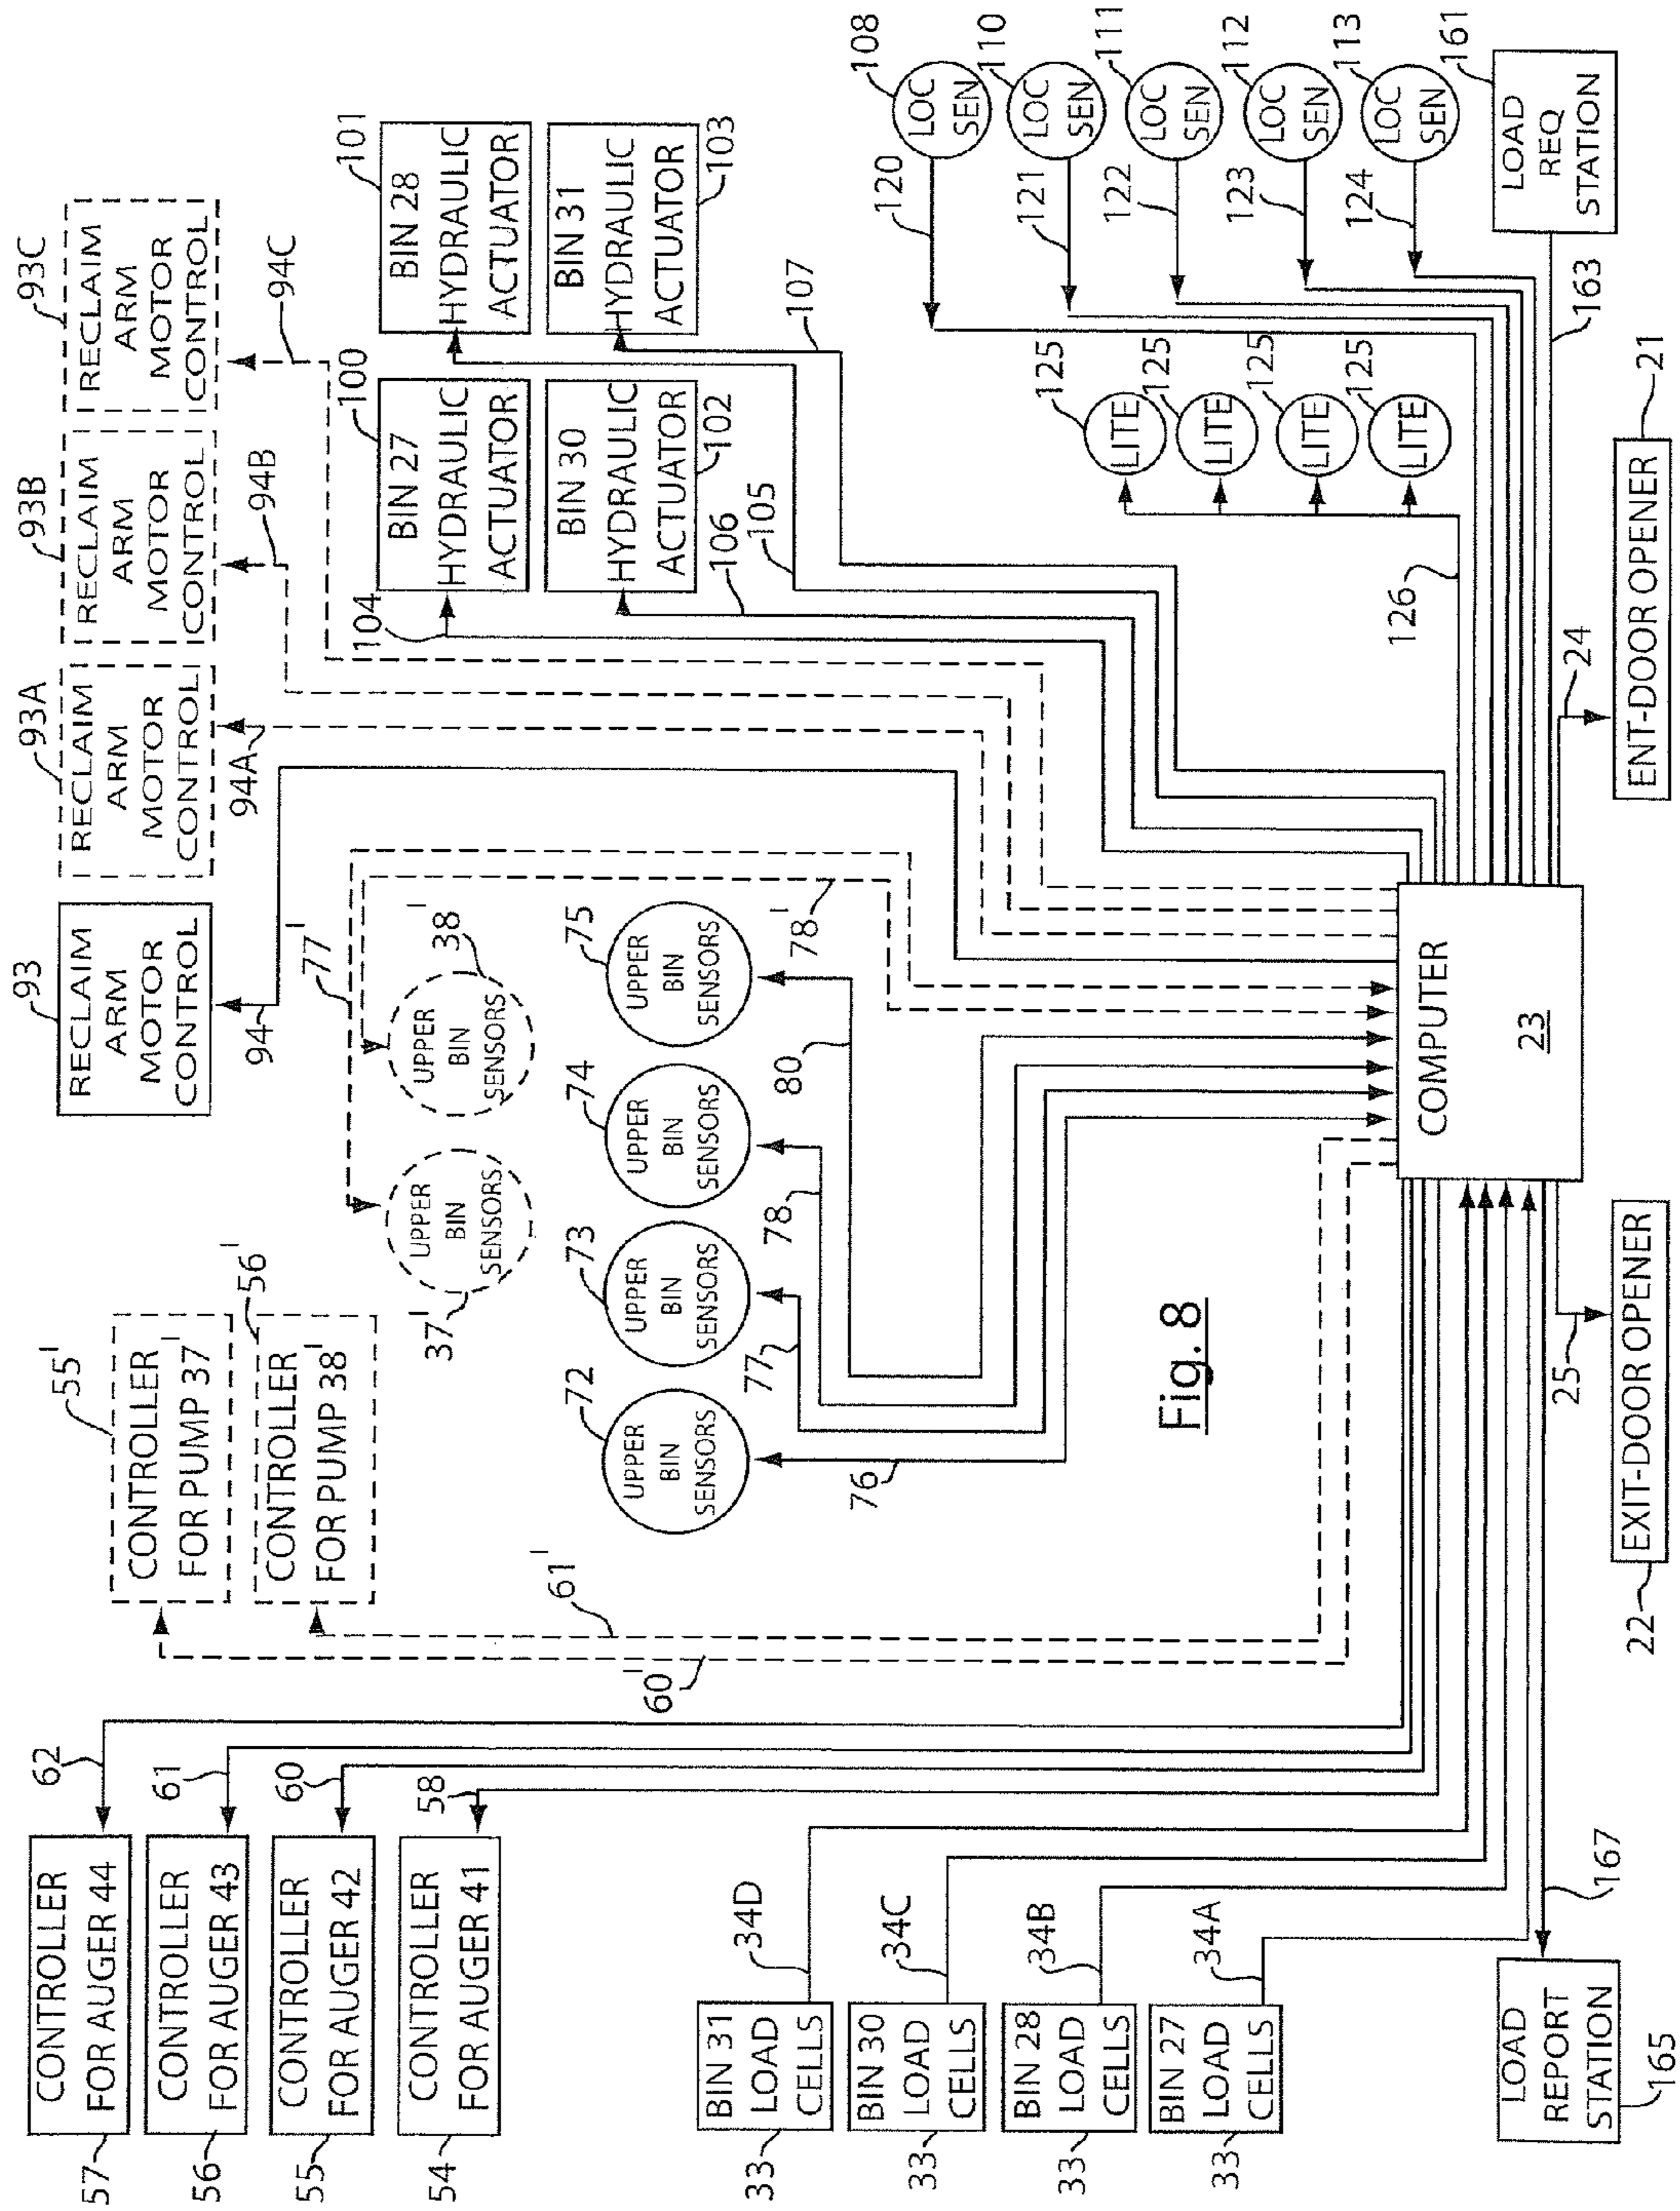 57
CONTROLLER
FOR AUGER 44
62
56
CONTROLLER
FOR AUGER 43
61
55
CONTROLLER
FOR AUGER 42
60
54
CONTROLLER
FOR AUGER 41
58
33
BIN 31
LOAD
CELLS
34D
33
BIN 30
LOAD
CELLS
34C
33
BIN 28
LOAD
CELLS
34B
33
BIN 27
LOAD
CELLS
34A
LOAD
REPORT
STATION
165
167
55'
CONTROLLER
FOR PUMP 37'
56'
CONTROLLER
FOR PUMP 38'
60'
61'
37'
UPPER
BIN
SENSORS
38'
UPPER
BIN
SENSORS
77'
78'
72
UPPER
BIN
SENSORS
73
UPPER
BIN
SENSORS
74
UPPER
BIN
SENSORS
75
UPPER
BIN
SENSORS
76
77
78
80
93
RECLAIM
ARM
MOTOR
CONTROL
94
93A
RECLAIM
ARM
MOTOR
CONTROL
94A
93B
RECLAIM
ARM
MOTOR
CONTROL
94B
93C
RECLAIM
ARM
MOTOR
CONTROL
94C
100
BIN 27
HYDRAULIC
ACTUATOR
104
101
BIN 28
HYDRAULIC
ACTUATOR
105
BIN 30
HYDRAULIC
ACTUATOR
102
106
BIN 31
HYDRAULIC
ACTUATOR
103
107
108
LOC
SEN
120
110
LOC
SEN
121
111
LOC
SEN
122
112
LOC
SEN
123
113
LOC
SEN
124
125
LITE
125
LITE
125
LITE
125
LITE
126
161
LOAD
REQ
STATION
163
COMPUTER
23
24
ENT-DOOR OPENER
21
25
22
EXIT-DOOR OPENER
Fig. 8